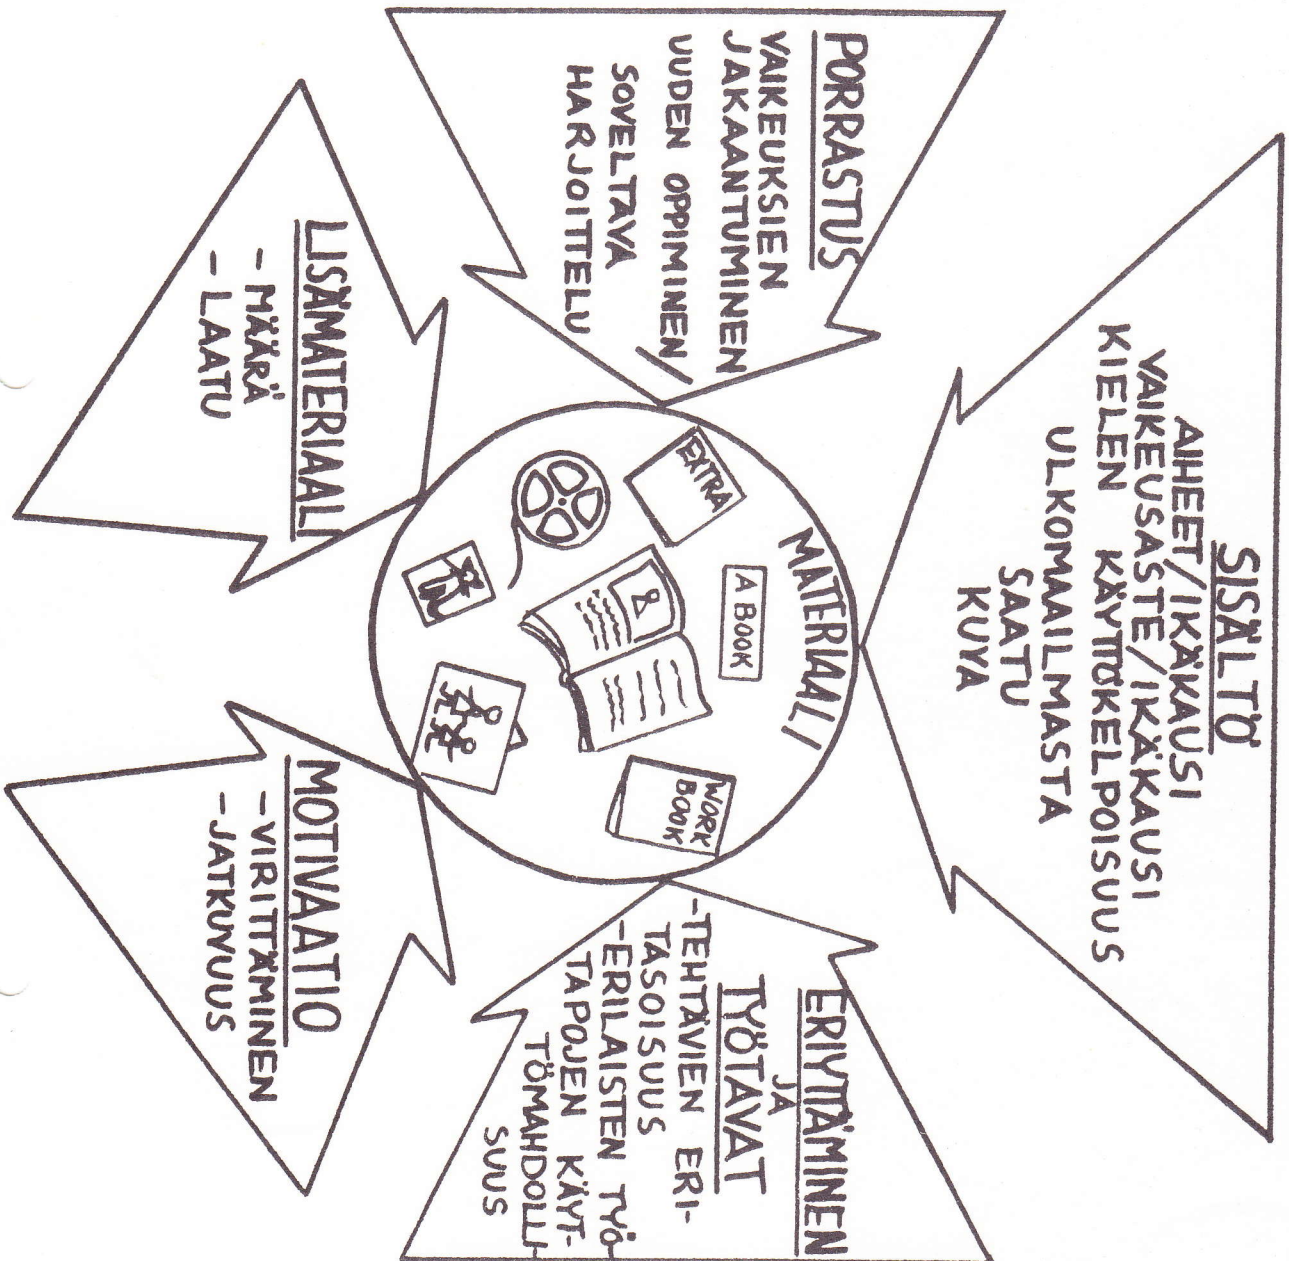 SISÄLTÖ
AIHEET/IKÄKAUSI
VAIKEUSASTE/IKÄKAUSI
KIELEN KÄYTTÖKELPOISUUS
ULKOMAAILMASTA
SAATU
KUVA
PORRASTUS
VAIKEUKSIEN
JAKAANTUMINEN
UUDEN OPPIMINEN/
SOVELTAVA
HARJOITTELU
ERIYTTÄMINEN
JA
TYÖTAVAT
-TEHTÄVIEN ERI-
TASOISUUS
-ERILAISTEN TYÖ-
TAPOJEN KÄYT-
TÖMAHDOLLI-
SUUS
MATERIAALI
EXTRA
A BOOK
WORK
BOOK
LISÄMATERIAALI
- MÄÄRÄ
- LAATU
MOTIVAATIO
-VIRITTÄMINEN
-JATKUVUUS